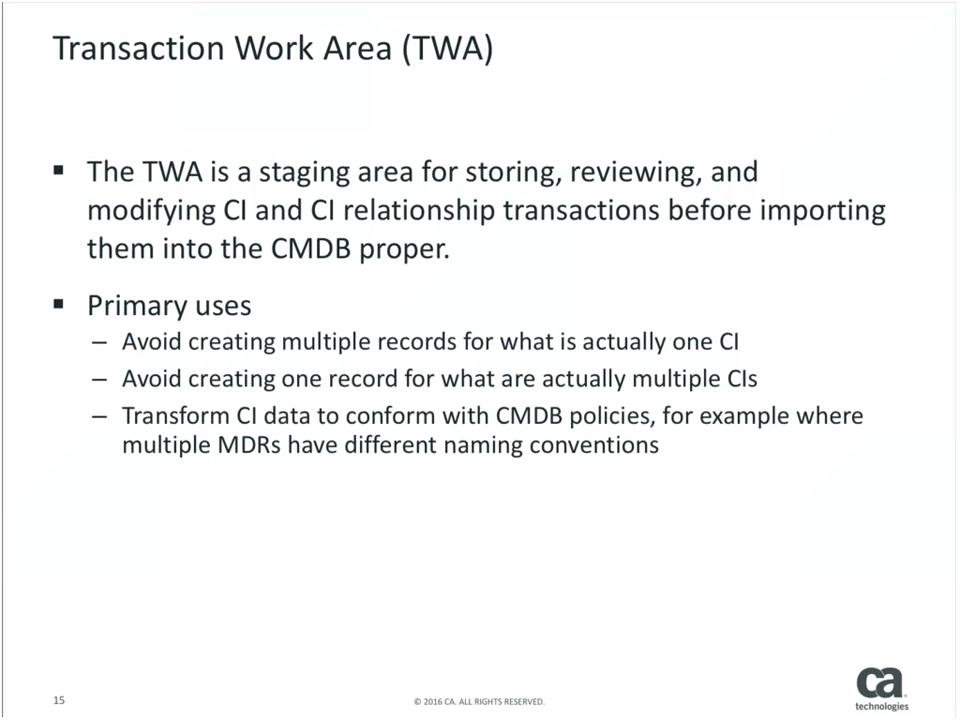 Transaction Work Area (TWA)
▪ The TWA is a staging area for storing, reviewing, and
modifying CI and CI relationship transactions before importing
them into the CMDB proper.
▪ Primary uses
– Avoid creating multiple records for what is actually one CI
– Avoid creating one record for what are actually multiple CIs
– Transform CI data to conform with CMDB policies, for example where
multiple MDRs have different naming conventions
15
© 2016 CA. ALL RIGHTS RESERVED.
ca
technologies